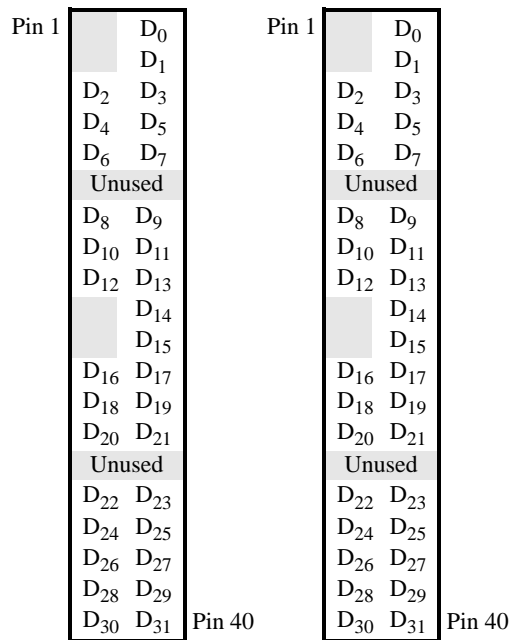 Pin 1 D₀ Pin 1 D₀
D₁ D₁
D₂ D₃ D₂ D₃
D₄ D₅ D₄ D₅
D₆ D₇ D₆ D₇
Unused Unused
D₈ D₉ D₈ D₉
D₁₀ D₁₁ D₁₀ D₁₁
D₁₂ D₁₃ D₁₂ D₁₃
D₁₄ D₁₄
D₁₅ D₁₅
D₁₆ D₁₇ D₁₆ D₁₇
D₁₈ D₁₉ D₁₈ D₁₉
D₂₀ D₂₁ D₂₀ D₂₁
Unused Unused
D₂₂ D₂₃ D₂₂ D₂₃
D₂₄ D₂₅ D₂₄ D₂₅
D₂₆ D₂₇ D₂₆ D₂₇
D₂₈ D₂₉ D₂₈ D₂₉
D₃₀ D₃₁ Pin 40 D₃₀ D₃₁ Pin 40